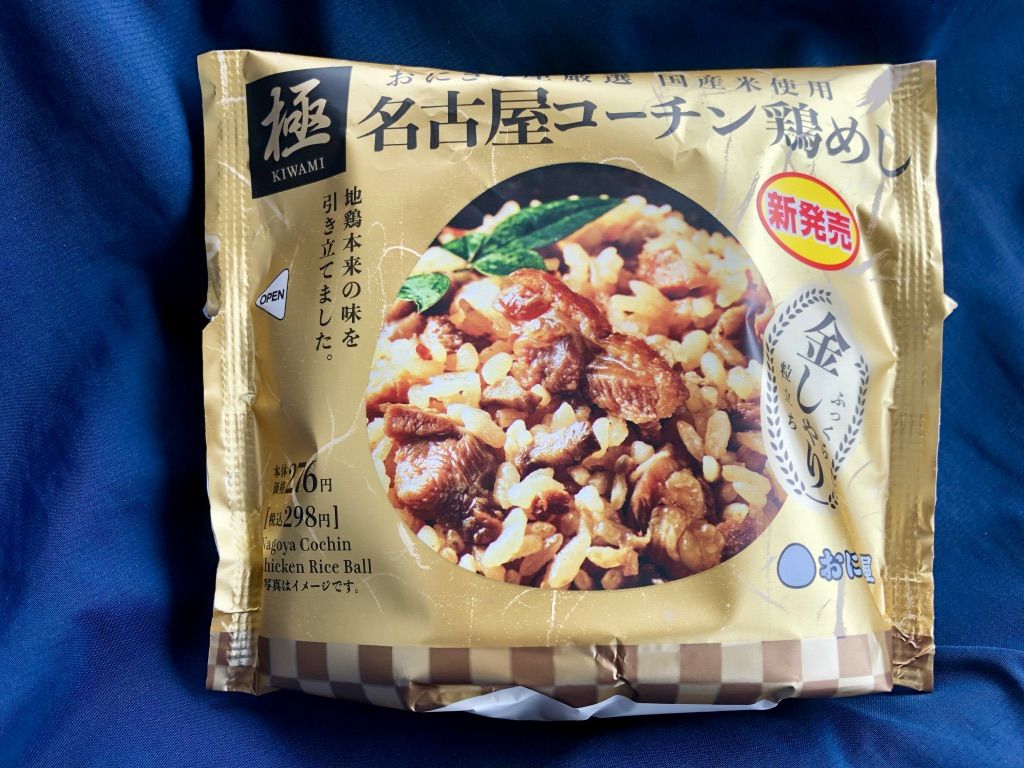 極
KIWAMI
おにぎり屋厳選 国産米使用
名古屋コーチン鶏めし
新発売
地鶏本来の味を
引き立てました。
OPEN
金しゃり
ふっくら
粒立ち
本体
価格276円
[税込298円]
Nagoya Cochin
Chicken Rice Ball
写真はイメージです。
おに屋